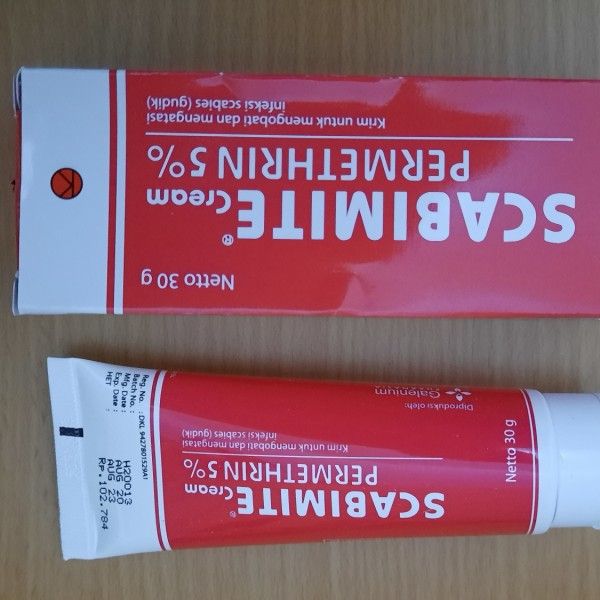 Netto 30 g
SCABIMITE® Cream
PERMETHRIN 5%
Krim untuk mengobati dan mengatasi
infeksi scabies (gudik)
K
SCABIMITE® Cream
PERMETHRIN 5%
Krim untuk mengobati dan mengatasi
infeksi scabies (gudik)
Netto 30 g
Diproduksi oleh:
Galenium
Reg. No. : DKL 9427801529A1
Batch No. : H20013
Mfg. Date : AUG 20
Exp. Date : AUG 23
HET : RP.102.784